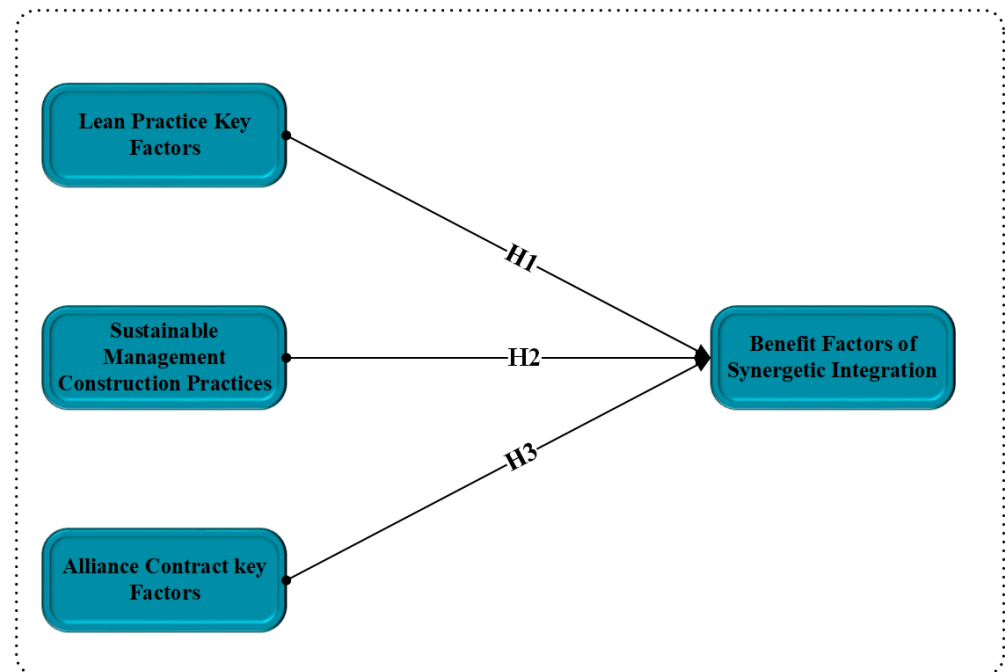 Lean Practice Key
Factors
H1
Sustainable
Management
Construction Practices
H2
Benefit Factors of
Synergetic Integration
H3
Alliance Contract key
Factors